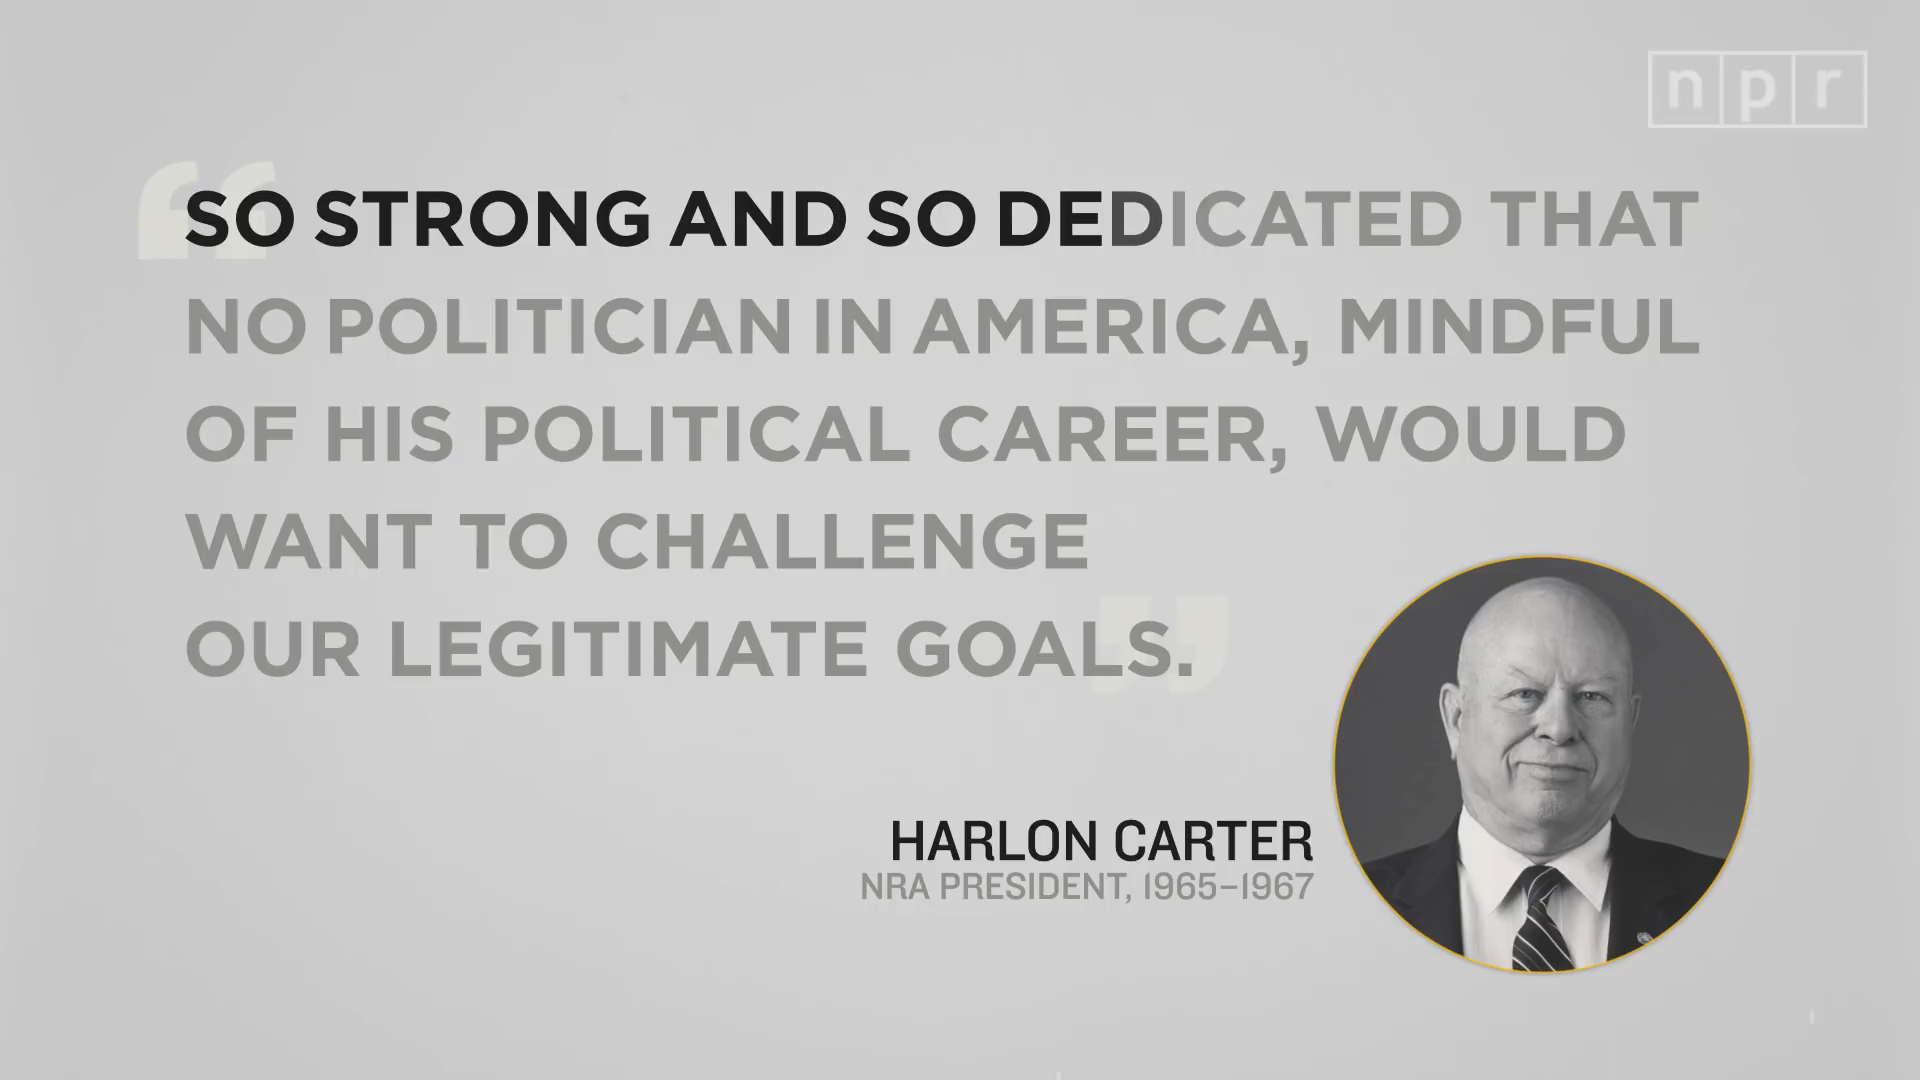 npr
“SO STRONG AND SO DEDICATED THAT
NO POLITICIAN IN AMERICA, MINDFUL
OF HIS POLITICAL CAREER, WOULD
WANT TO CHALLENGE
OUR LEGITIMATE GOALS.”
HARLON CARTER
NRA PRESIDENT, 1965–1967